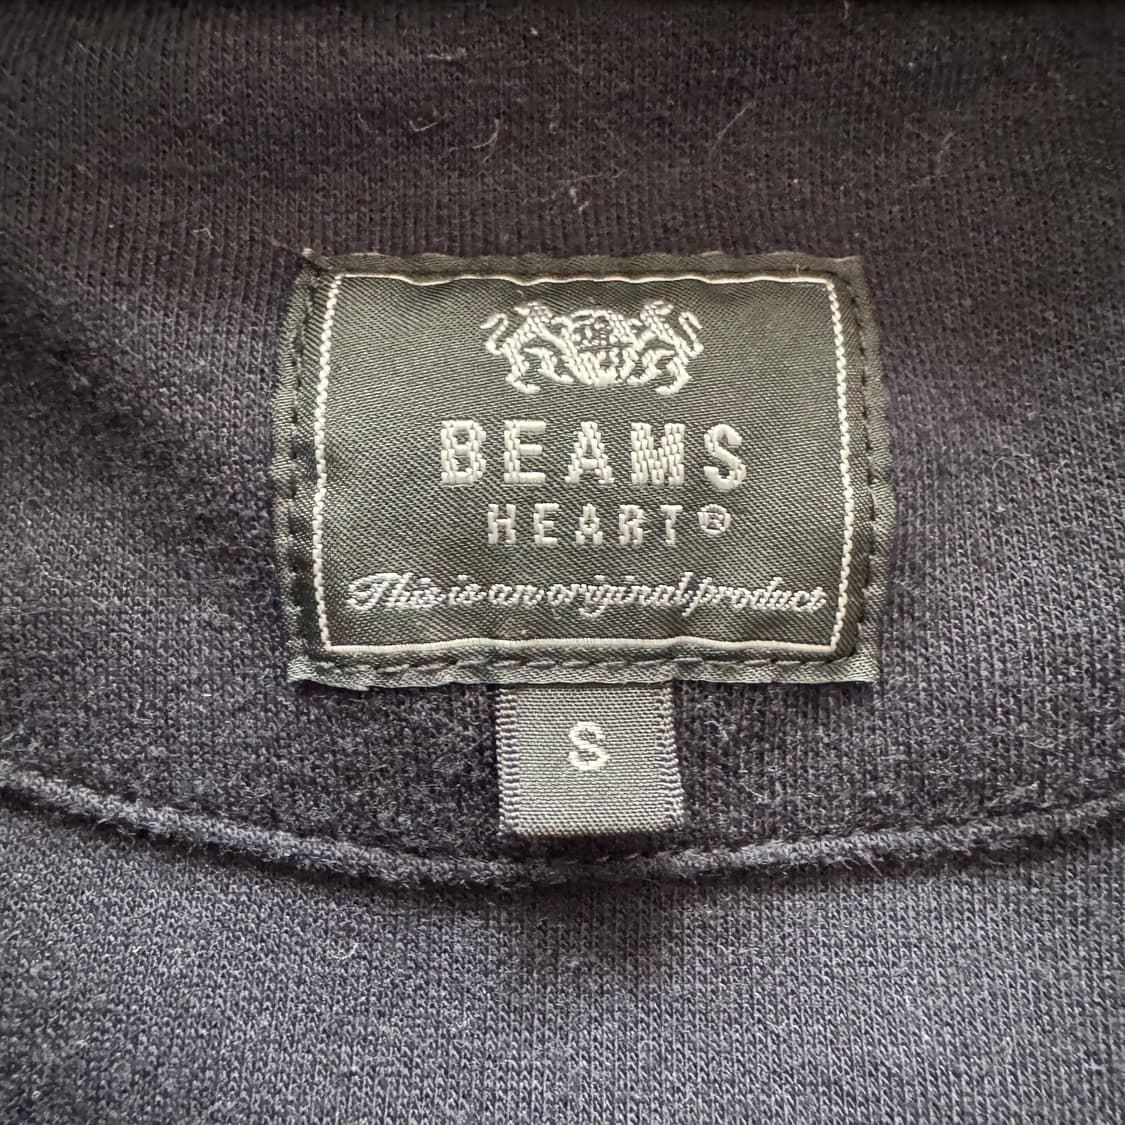 BEAMS
HEART®
This is an original product
S